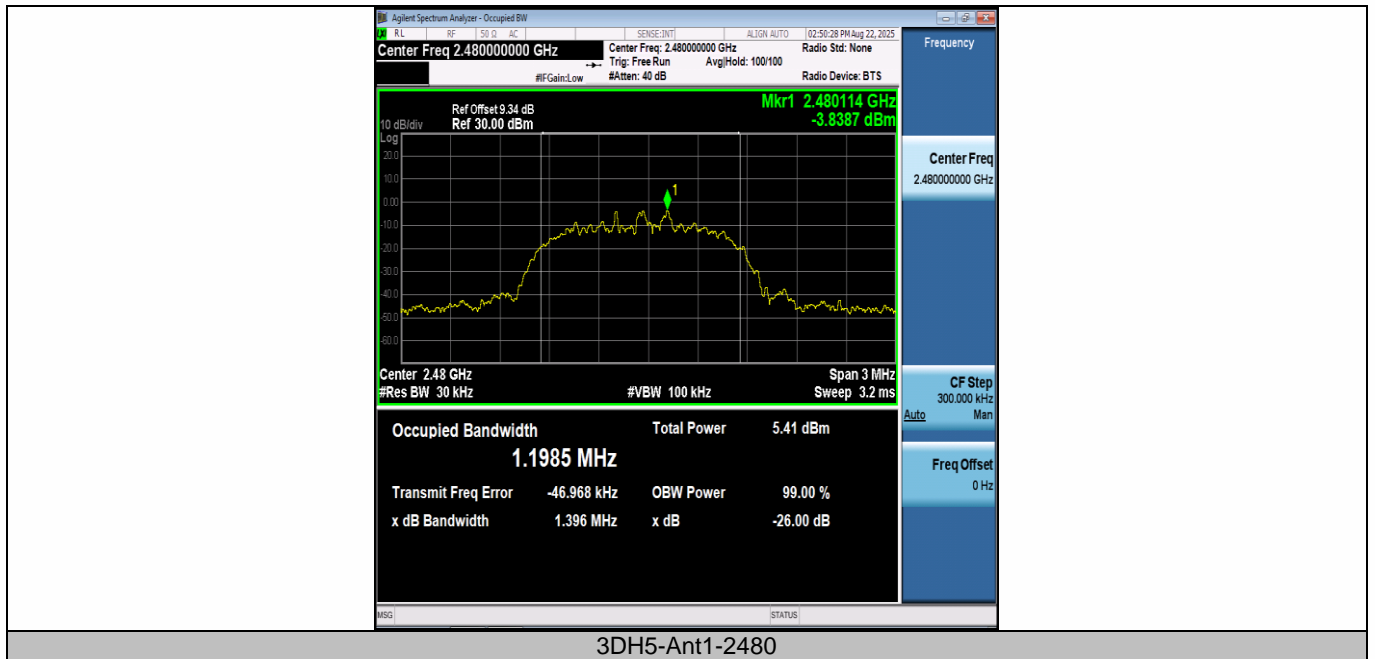 Agilent Spectrum Analyzer - Occupied BW
RL RF 50 Ω AC SENSE:INT ALIGN AUTO 02:50:28 PM Aug 22, 2025
Center Freq 2.480000000 GHz
Center Freq: 2.480000000 GHz
Radio Std: None
Trig: Free Run Avg|Hold: 100/100
#IFGain:Low
#Atten: 40 dB
Radio Device: BTS
Frequency
Mkr1 2.480114 GHz
-3.8387 dBm
Ref Offset 9.34 dB
10 dB/div Ref 30.00 dBm
Log
20.0
10.0
0.00
-10.0
-20.0
-30.0
-40.0
-50.0
-60.0
1
Center 2.48 GHz Span 3 MHz
#Res BW 30 kHz #VBW 100 kHz Sweep 3.2 ms
Center Freq
2.480000000 GHz
CF Step
300.000 kHz
Auto Man
Freq Offset
0 Hz
Occupied Bandwidth Total Power 5.41 dBm
1.1985 MHz
Transmit Freq Error -46.968 kHz OBW Power 99.00 %
x dB Bandwidth 1.396 MHz x dB -26.00 dB
MSG STATUS
3DH5-Ant1-2480